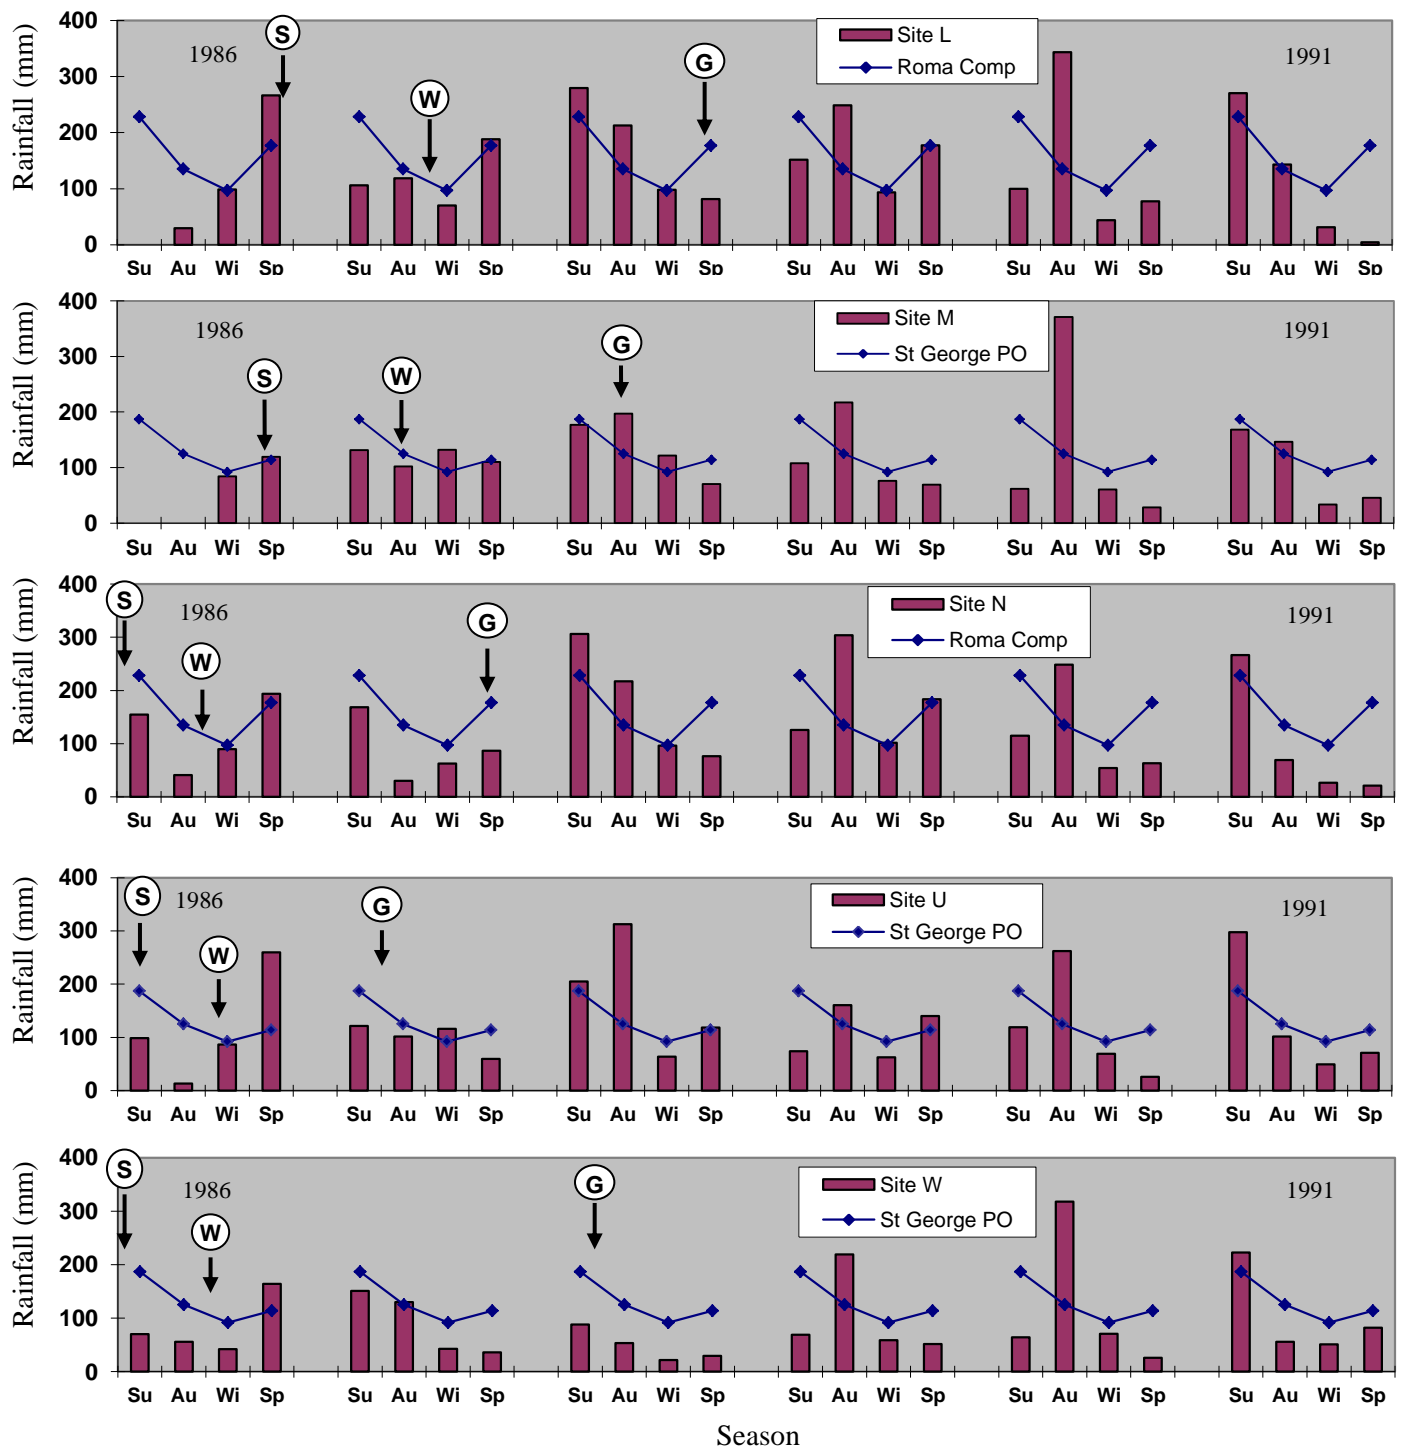 400
300
200
100
0
Rainfall (mm)
1986
S
W
G
Site L
Roma Comp
1991
Su Au Wi Sp Su Au Wi Sp Su Au Wi Sp Su Au Wi Sp Su Au Wi Sp Su Au Wi Sp
400
300
200
100
0
Rainfall (mm)
1986
S
W
G
Site M
St George PO
1991
Su Au Wi Sp Su Au Wi Sp Su Au Wi Sp Su Au Wi Sp Su Au Wi Sp Su Au Wi Sp
400
300
200
100
0
Rainfall (mm)
S
1986
W
G
Site N
Roma Comp
1991
Su Au Wi Sp Su Au Wi Sp Su Au Wi Sp Su Au Wi Sp Su Au Wi Sp Su Au Wi Sp
400
300
200
100
0
Rainfall (mm)
S
1986
W
G
Site U
St George PO
1991
Su Au Wi Sp Su Au Wi Sp Su Au Wi Sp Su Au Wi Sp Su Au Wi Sp Su Au Wi Sp
400
300
200
100
0
Rainfall (mm)
S
1986
W
G
Site W
St George PO
1991
Su Au Wi Sp Su Au Wi Sp Su Au Wi Sp Su Au Wi Sp Su Au Wi Sp Su Au Wi Sp
Season